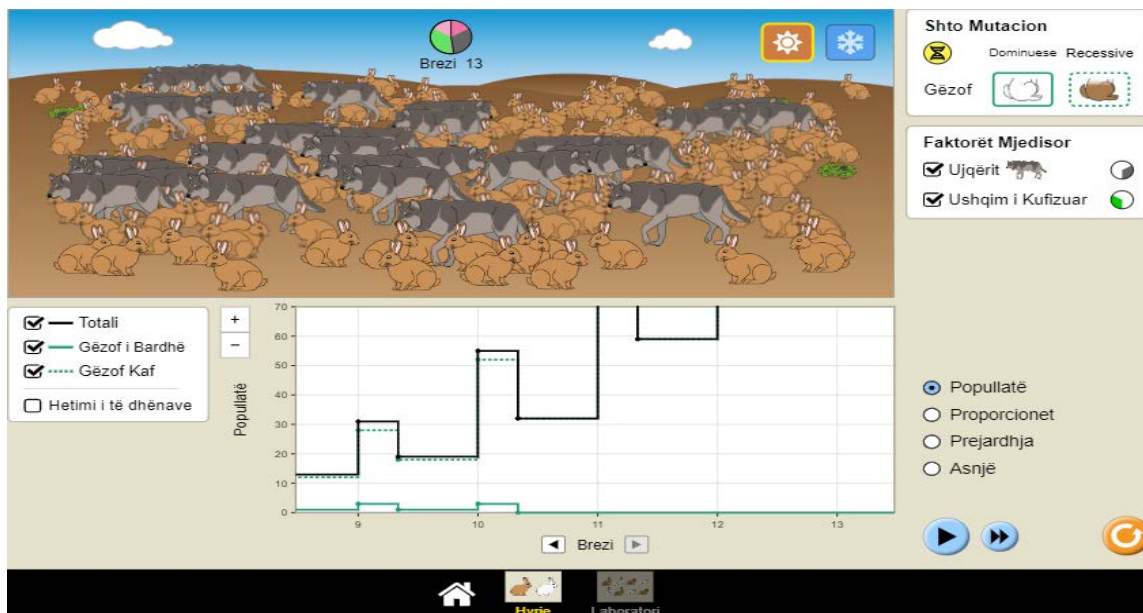 Brezi 13
Shto Mutacion
Dominuese Recessive
Gëzof
Faktorët Mjedisor
Ujqërit
Ushqim i Kufizuar
Totali
Gëzof i Bardhë
Gëzof Kaf
Hetimi i të dhënave
+
−
Popullatë
70
60
50
40
30
20
10
0
9 10 11 12 13
Brezi
Popullatë
Proporcionet
Prejardhja
Asnjë
Hyrje
Laboratori